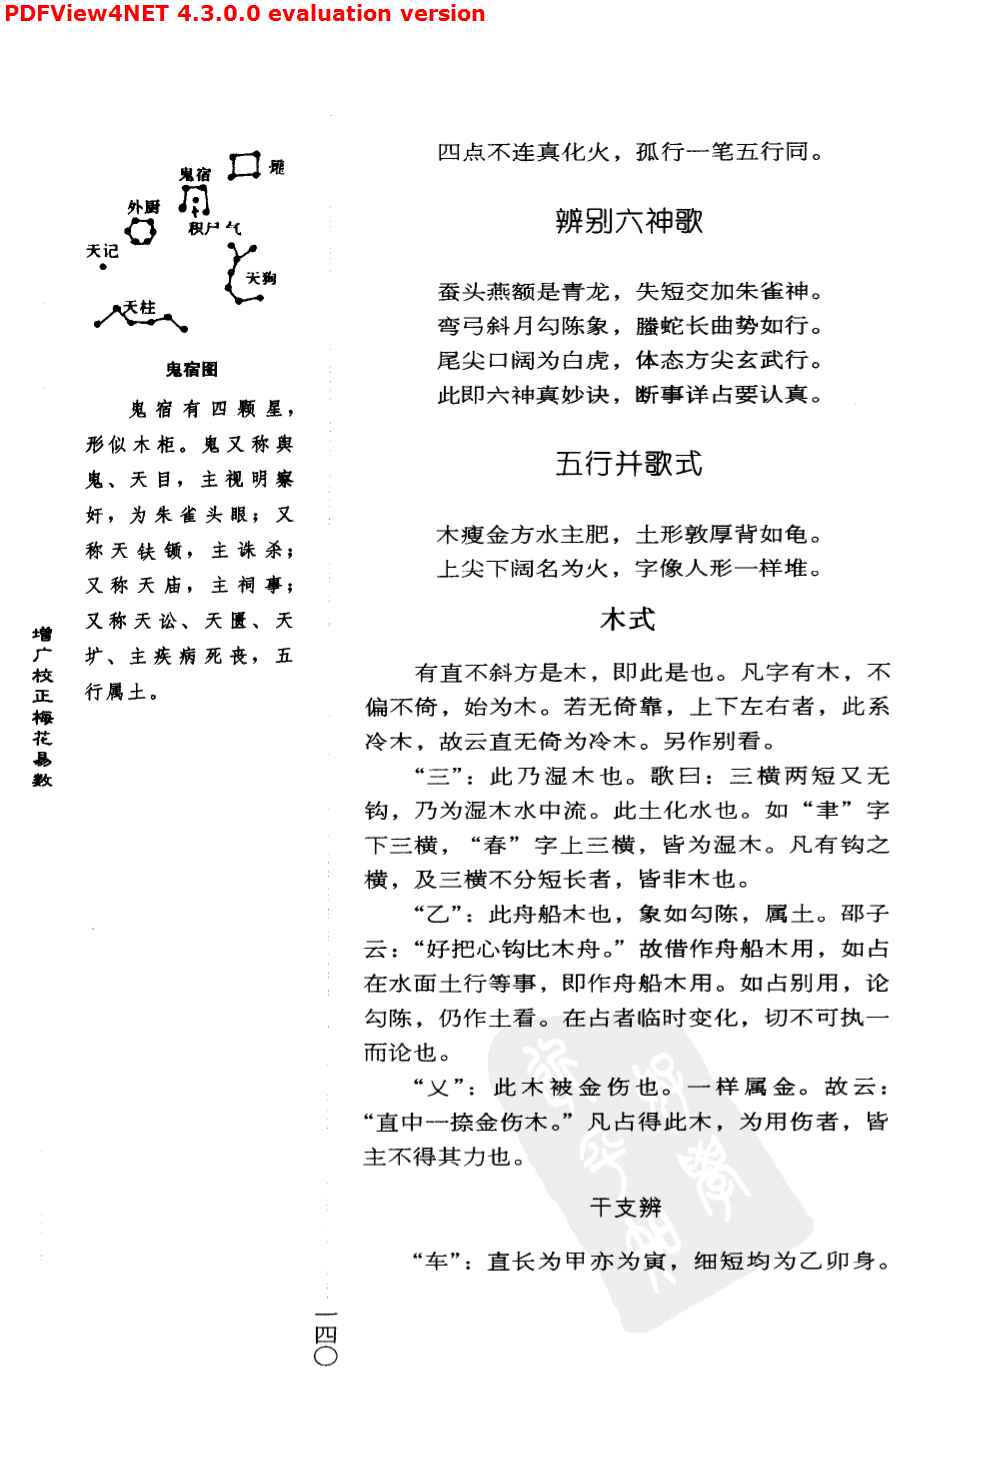 PDFView4NET 4.3.0.0 evaluation version
鬼宿
爟
外厨
积尸气
天记
天狗
天柱
鬼宿图
鬼宿有四颗星，
形似木柜。鬼又称舆
鬼、天目，主视明察
奸，为朱雀头眼；又
称天铁锧，主诛杀；
又称天庙，主祠事；
又称天讼、天匮、天
圹、主疾病死丧，五
行属土。
增广校正梅花易数
四点不连真化火，孤行一笔五行同。
辨别六神歌
蚕头燕额是青龙，失短交加朱雀神。
弯弓斜月勾陈象，螣蛇长曲势如行。
尾尖口阔为白虎，体态方尖玄武行。
此即六神真妙诀，断事详占要认真。
五行并歌式
木瘦金方水主肥，土形敦厚背如龟。
上尖下阔名为火，字像人形一样堆。
木式
有直不斜方是木，即此是也。凡字有木，不
偏不倚，始为木。若无倚靠，上下左右者，此系
冷木，故云直无倚为冷木。另作别看。
“三”：此乃湿木也。歌曰：三横两短又无
钩，乃为湿木水中流。此土化水也。如“聿”字
下三横，“春”字上三横，皆为湿木。凡有钩之
横，及三横不分短长者，皆非木也。
“乙”：此舟船木也，象如勾陈，属土。邵子
云：“好把心钩比木舟。”故借作舟船木用，如占
在水面土行等事，即作舟船木用。如占别用，论
勾陈，仍作土看。在占者临时变化，切不可执一
而论也。
“乂”：此木被金伤也。一样属金。故云：
“直中一捺金伤木。”凡占得此木，为用伤者，皆
主不得其力也。
干支辨
“车”：直长为甲亦为寅，细短均为乙卯身。
一四〇